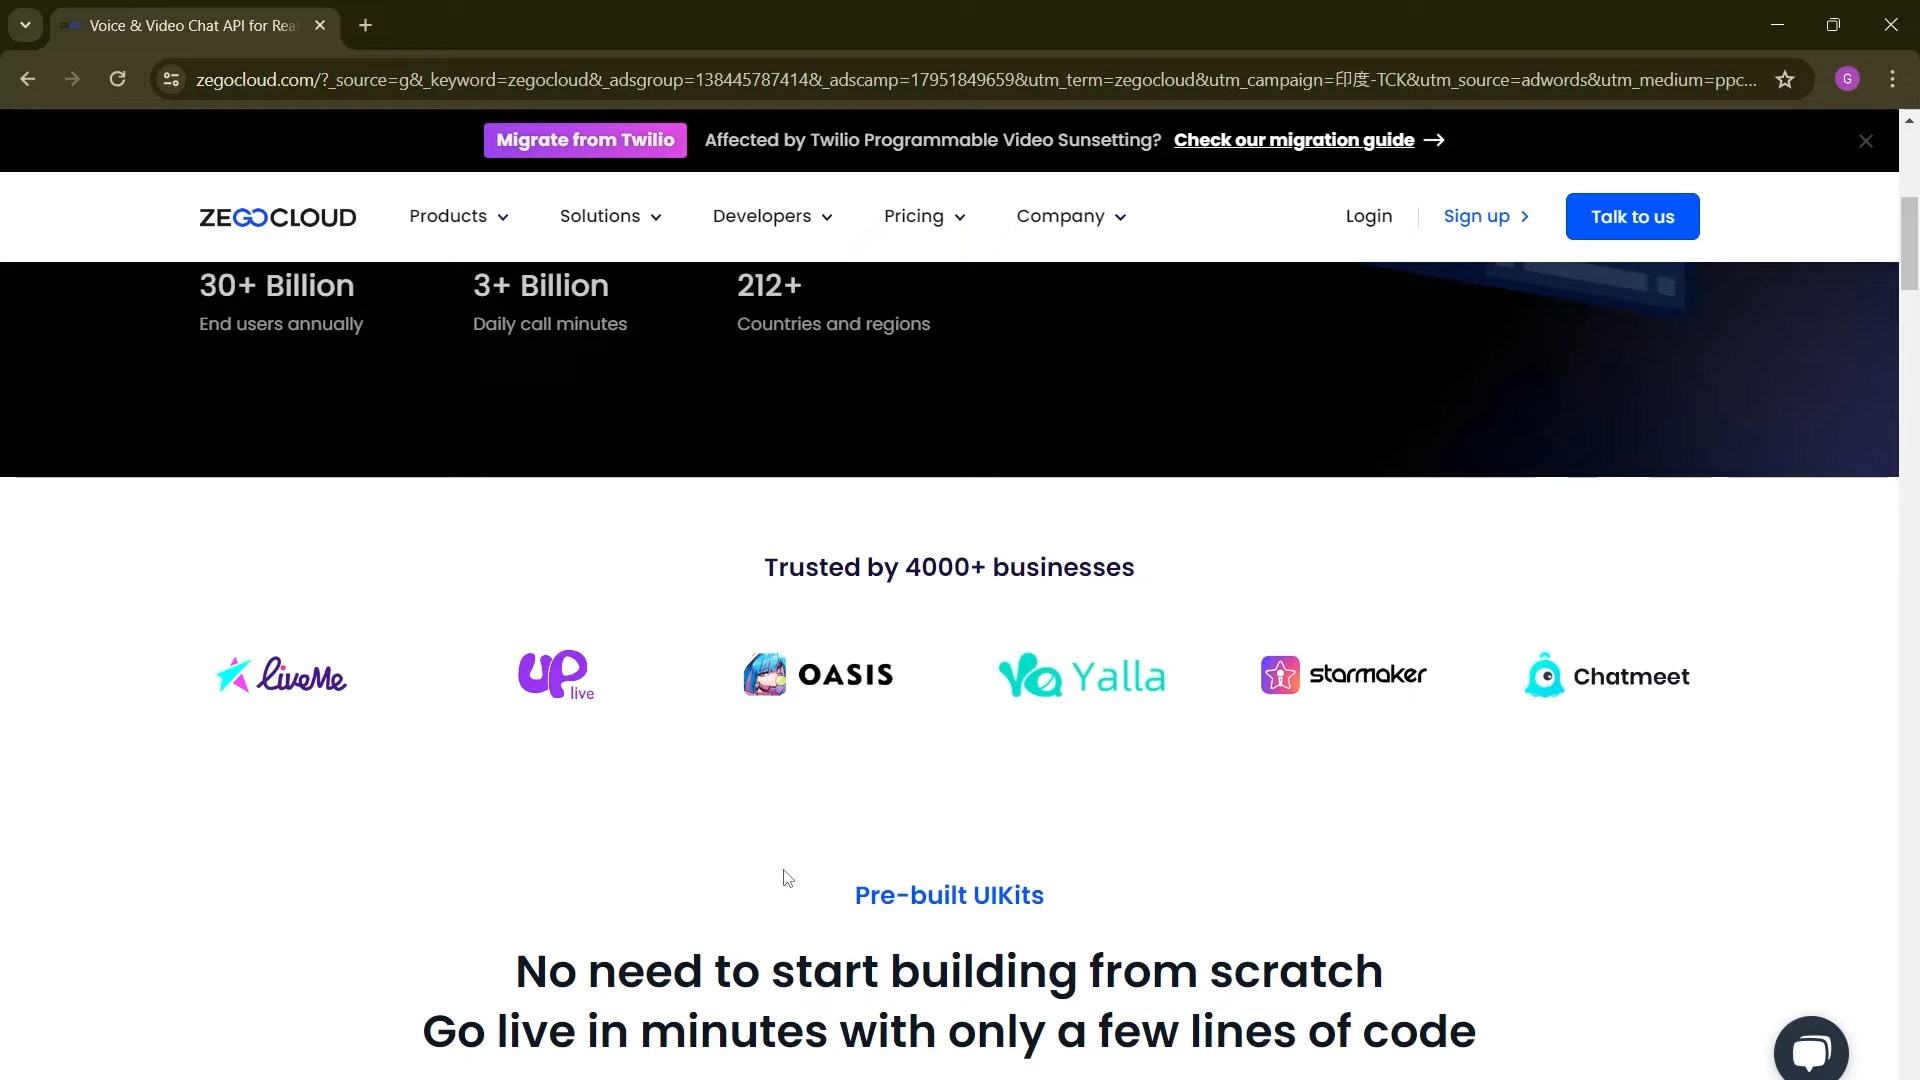 Voice & Video Chat API for Rea
zegocloud.com/?_source=g&_keyword=zegocloud&_adsgroup=138445787414&_adscamp=17951849659&utm_term=zegocloud&utm_campaign=印度-TCK&utm_source=adwords&utm_medium=ppc...
G
Migrate from Twilio Affected by Twilio Programmable Video Sunsetting? Check our migration guide →
ZEGOCLOUD Products Solutions Developers Pricing Company Login Sign up Talk to us
30+ Billion 3+ Billion 212+
End users annually Daily call minutes Countries and regions
Trusted by 4000+ businesses
LiveMe UP live OASIS Yalla starmaker Chatmeet
Pre-built UIKits
No need to start building from scratch
Go live in minutes with only a few lines of code